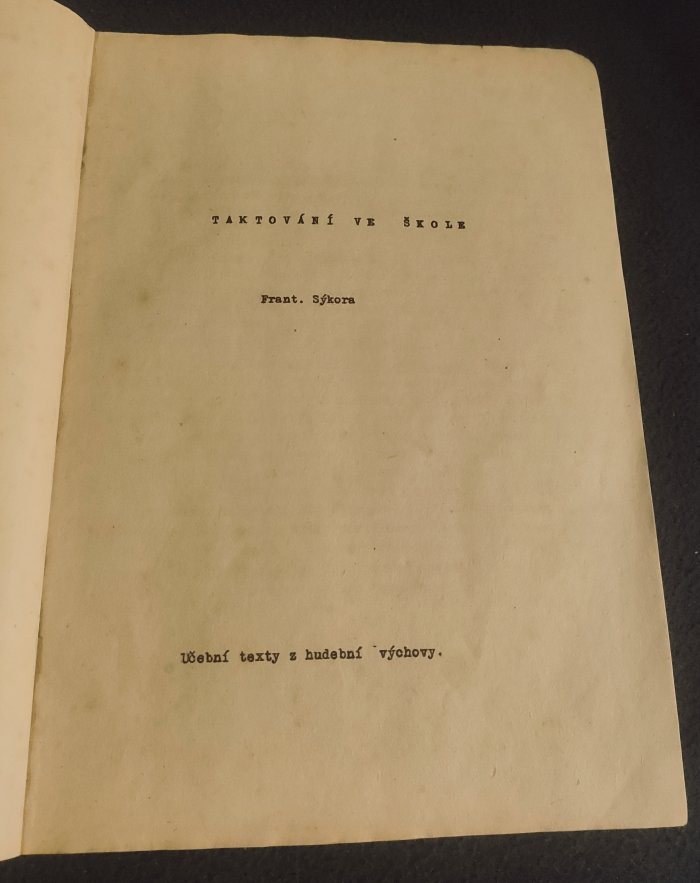 TAKTOVÁNÍ VE ŠKOLE
Frant. Sýkora
Učební texty z hudební výchovy.